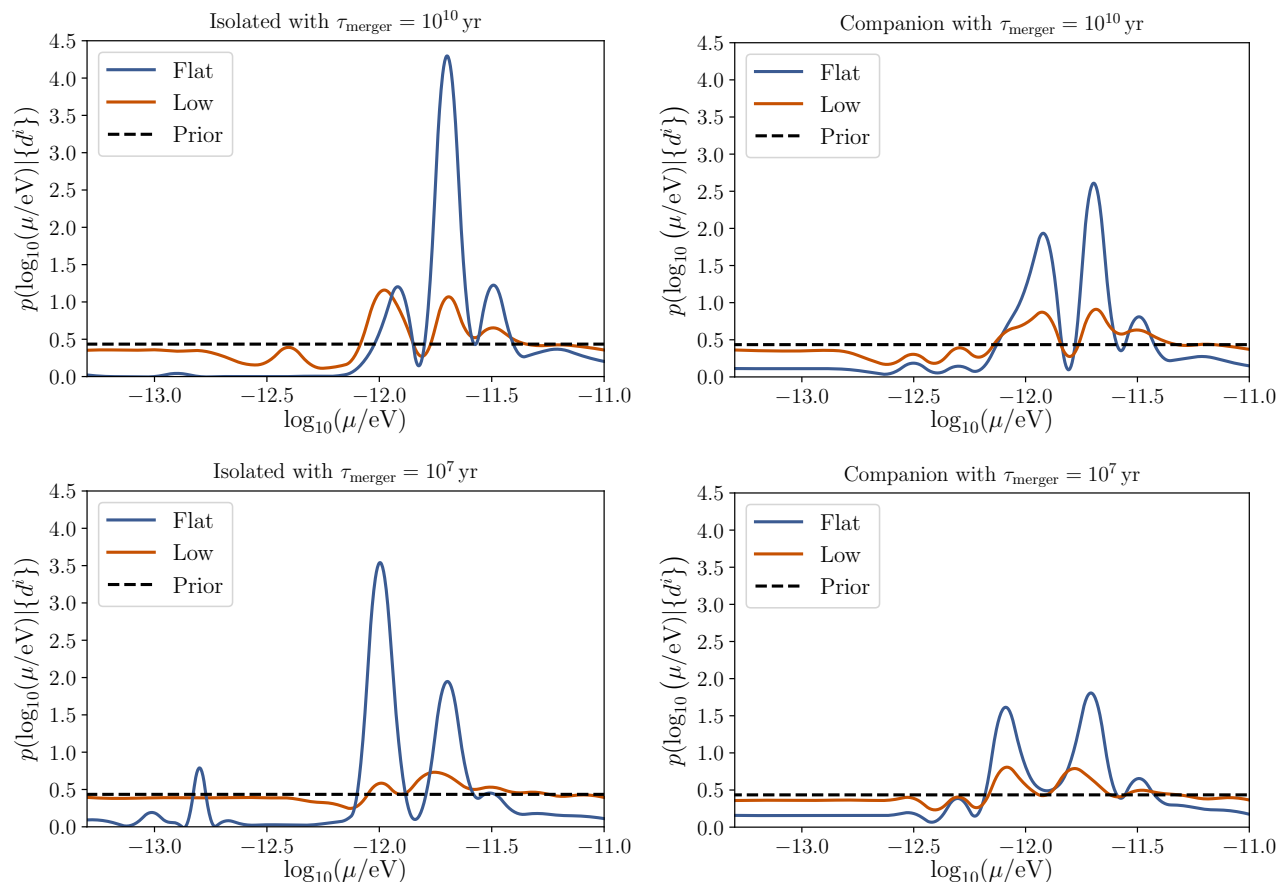 Isolated with τ_merger = 10^10 yr
p(log10(μ/eV)|{d^i})
4.5
4.0
3.5
3.0
2.5
2.0
1.5
1.0
0.5
0.0
Flat
Low
Prior
−13.0 −12.5 −12.0 −11.5 −11.0
log10(μ/eV)
Companion with τ_merger = 10^10 yr
p(log10(μ/eV)|{d^i})
4.5
4.0
3.5
3.0
2.5
2.0
1.5
1.0
0.5
0.0
Flat
Low
Prior
−13.0 −12.5 −12.0 −11.5 −11.0
log10(μ/eV)
Isolated with τ_merger = 10^7 yr
p(log10(μ/eV)|{d^i})
4.5
4.0
3.5
3.0
2.5
2.0
1.5
1.0
0.5
0.0
Flat
Low
Prior
−13.0 −12.5 −12.0 −11.5 −11.0
log10(μ/eV)
Companion with τ_merger = 10^7 yr
p(log10(μ/eV)|{d^i})
4.5
4.0
3.5
3.0
2.5
2.0
1.5
1.0
0.5
0.0
Flat
Low
Prior
−13.0 −12.5 −12.0 −11.5 −11.0
log10(μ/eV)